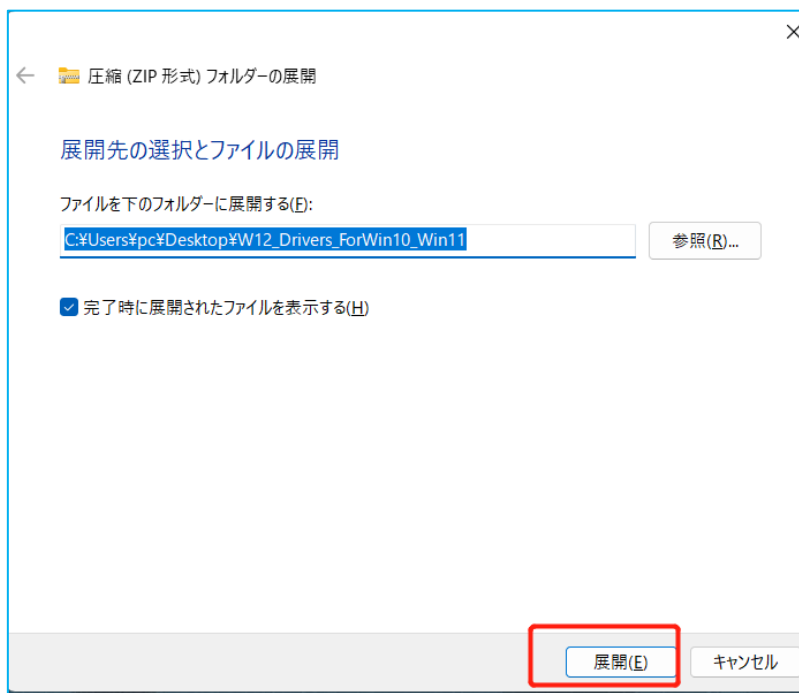 圧縮 (ZIP 形式) フォルダーの展開
展開先の選択とファイルの展開
ファイルを下のフォルダーに展開する(F):
C:¥Users¥pc¥Desktop¥W12_Drivers_ForWin10_Win11
参照(R)...
完了時に展開されたファイルを表示する(H)
展開(E)
キャンセル